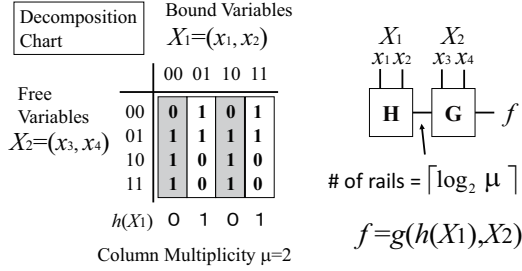 Decomposition
Chart
Bound Variables
X₁=(x₁, x₂)
00 01 10 11
Free
Variables
X₂=(x₃, x₄)
00 0 1 0 1
01 1 1 1 1
10 1 0 1 0
11 1 0 1 0
h(X₁) 0 1 0 1
Column Multiplicity μ=2
X₁ X₂
x₁ x₂ x₃ x₄
H G f
# of rails = ⌈log₂ μ⌉
f=g(h(X₁),X₂)